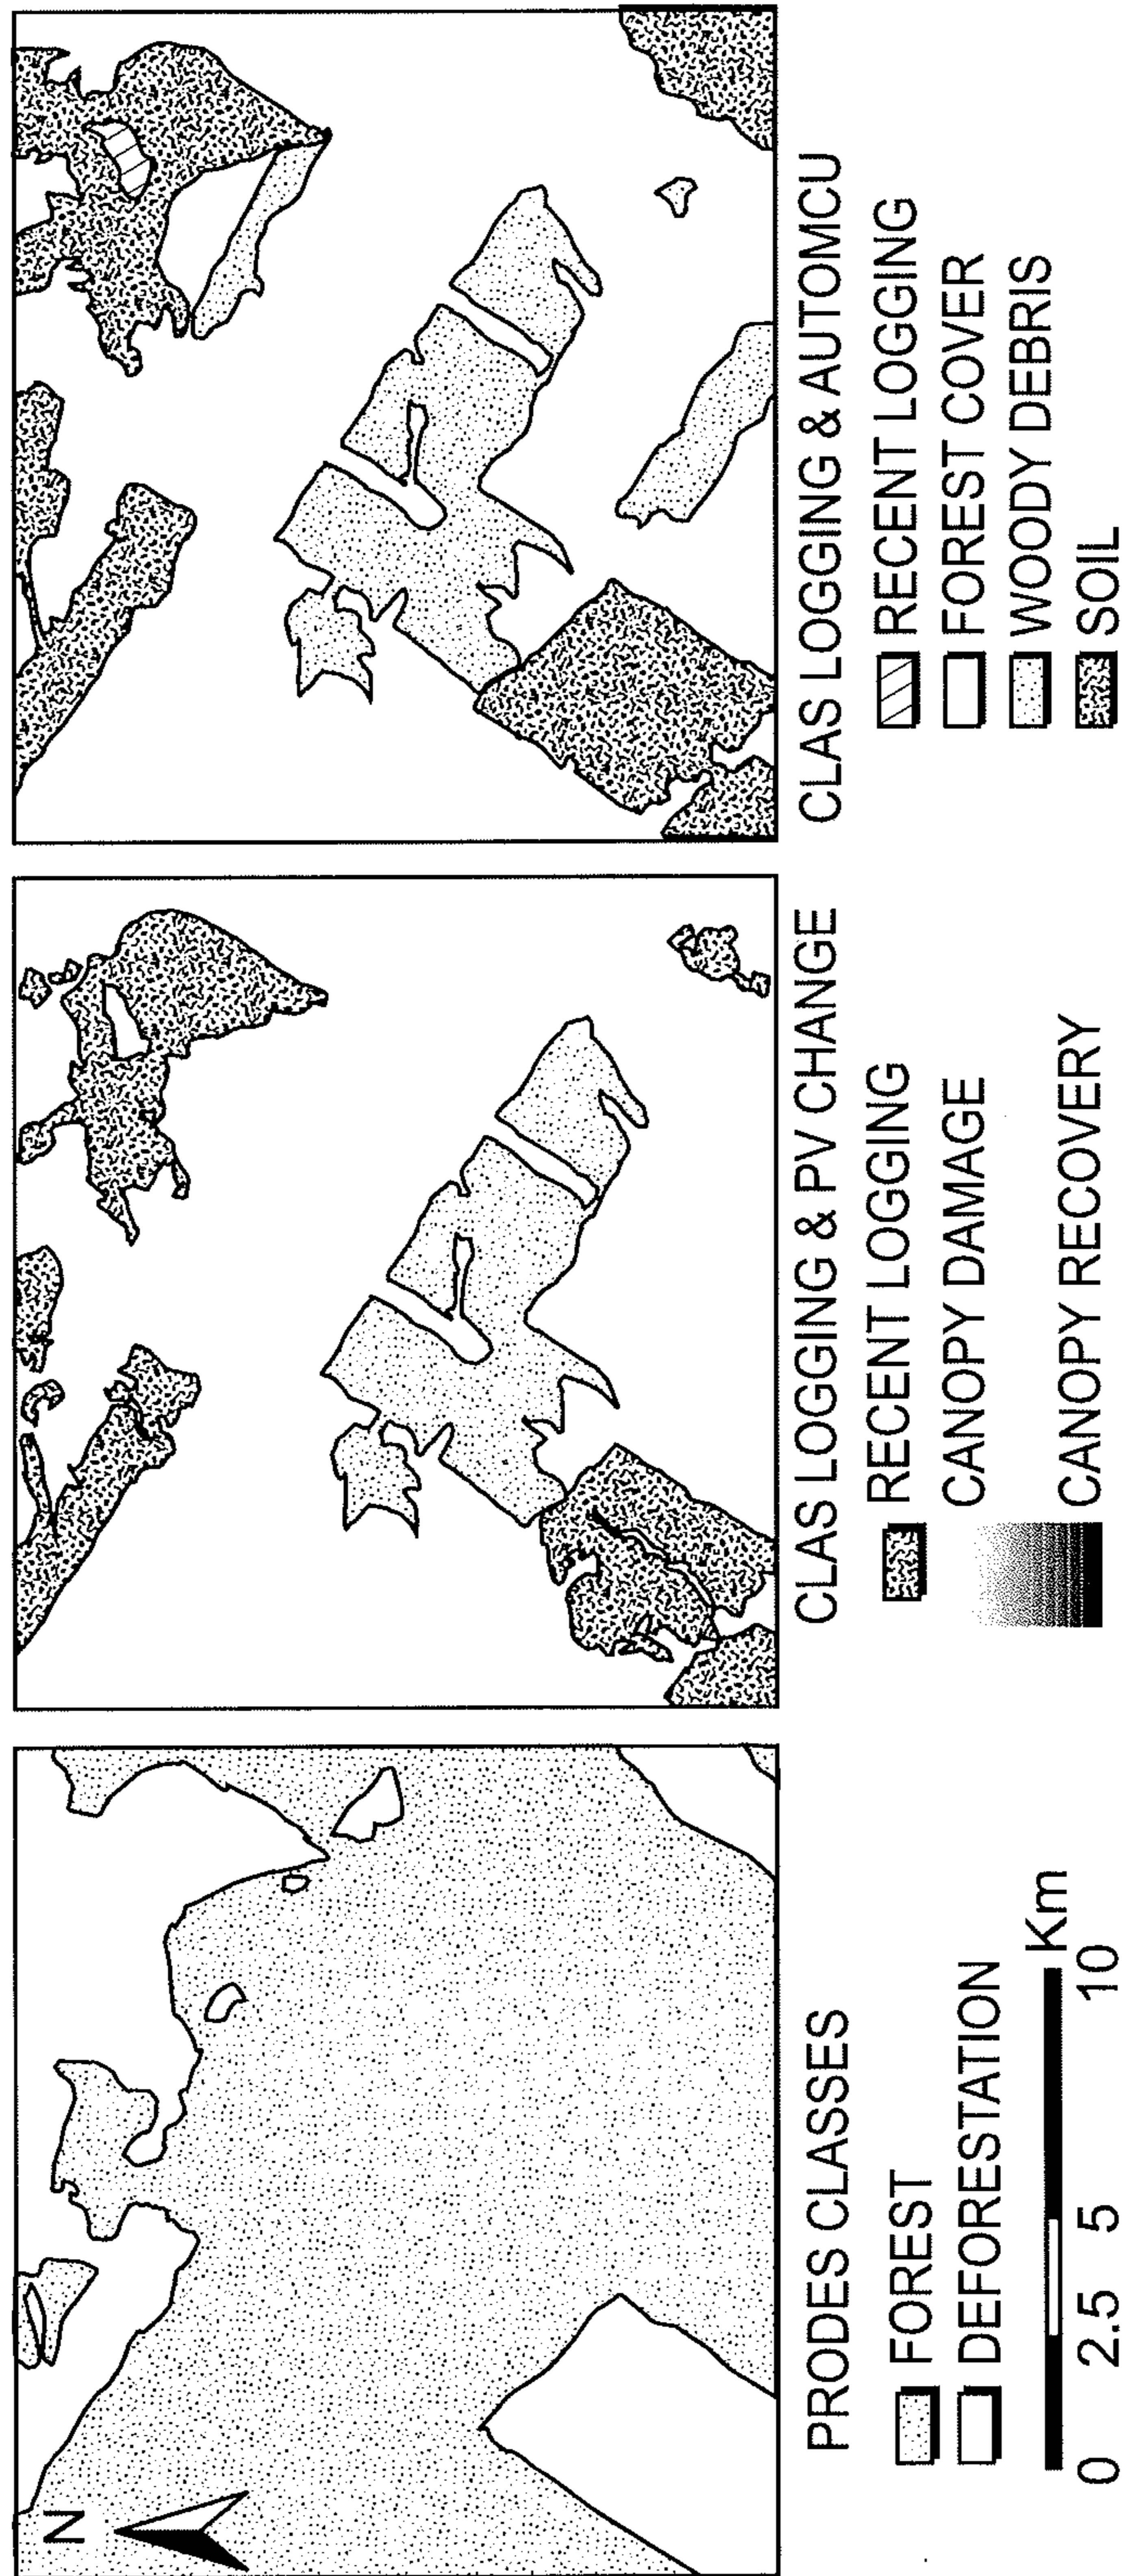 N
PRODES CLASSES
FOREST
DEFORESTATION
Km
0 2.5 5 10
CLAS LOGGING & PV CHANGE
RECENT LOGGING
CANOPY DAMAGE
CANOPY RECOVERY
CLAS LOGGING & AUTOMCU
RECENT LOGGING
FOREST COVER
WOODY DEBRIS
SOIL